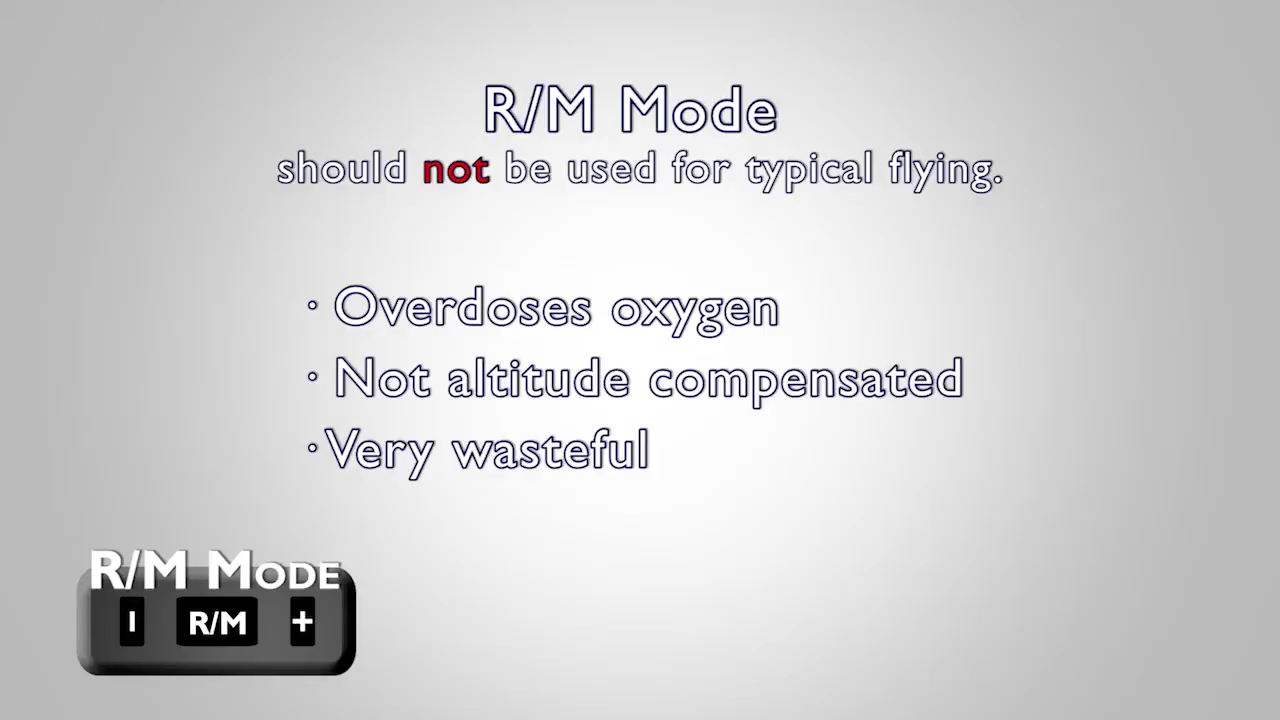 R/M Mode
should not be used for typical flying.
· Overdoses oxygen
· Not altitude compensated
· Very wasteful
R/M MODE
I R/M +